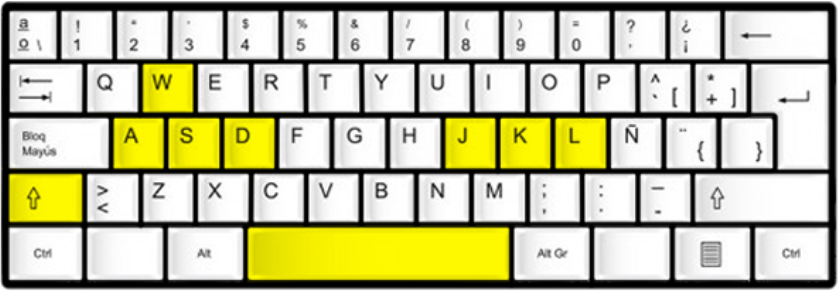 a ! " · $ % & / ( ) = ? ¿
o \ 1 2 3 4 5 6 7 8 9 0 ' ¡
Q W E R T Y U I O P ^ ` [ * + ]
Bloq Mayús A S D F G H J K L Ñ ¨ { }
> < Z X C V B N M ; , : . _ -
Ctrl Alt Alt Gr Ctrl